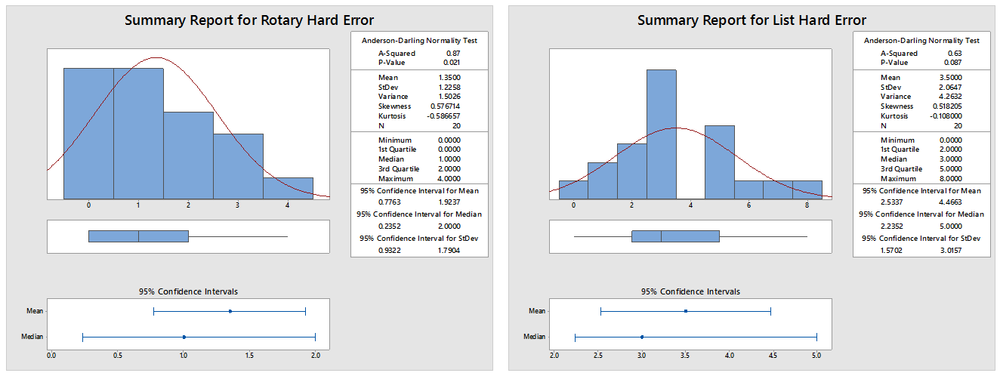 Summary Report for Rotary Hard Error
Anderson-Darling Normality Test
A-Squared 0.87
P-Value 0.021
Mean 1.3500
StDev 1.2258
Variance 1.5026
Skewness 0.576714
Kurtosis -0.586657
N 20
Minimum 0.0000
1st Quartile 0.0000
Median 1.0000
3rd Quartile 2.0000
Maximum 4.0000
95% Confidence Interval for Mean
0.7763 1.9237
95% Confidence Interval for Median
0.2352 2.0000
95% Confidence Interval for StDev
0.9322 1.7904
0 1 2 3 4
95% Confidence Intervals
Mean
Median
0.0 0.5 1.0 1.5 2.0
Summary Report for List Hard Error
Anderson-Darling Normality Test
A-Squared 0.63
P-Value 0.087
Mean 3.5000
StDev 2.0647
Variance 4.2632
Skewness 0.518205
Kurtosis -0.108000
N 20
Minimum 0.0000
1st Quartile 2.0000
Median 3.0000
3rd Quartile 5.0000
Maximum 8.0000
95% Confidence Interval for Mean
2.5337 4.4663
95% Confidence Interval for Median
2.2352 5.0000
95% Confidence Interval for StDev
1.5702 3.0157
0 2 4 6 8
95% Confidence Intervals
Mean
Median
2.0 2.5 3.0 3.5 4.0 4.5 5.0